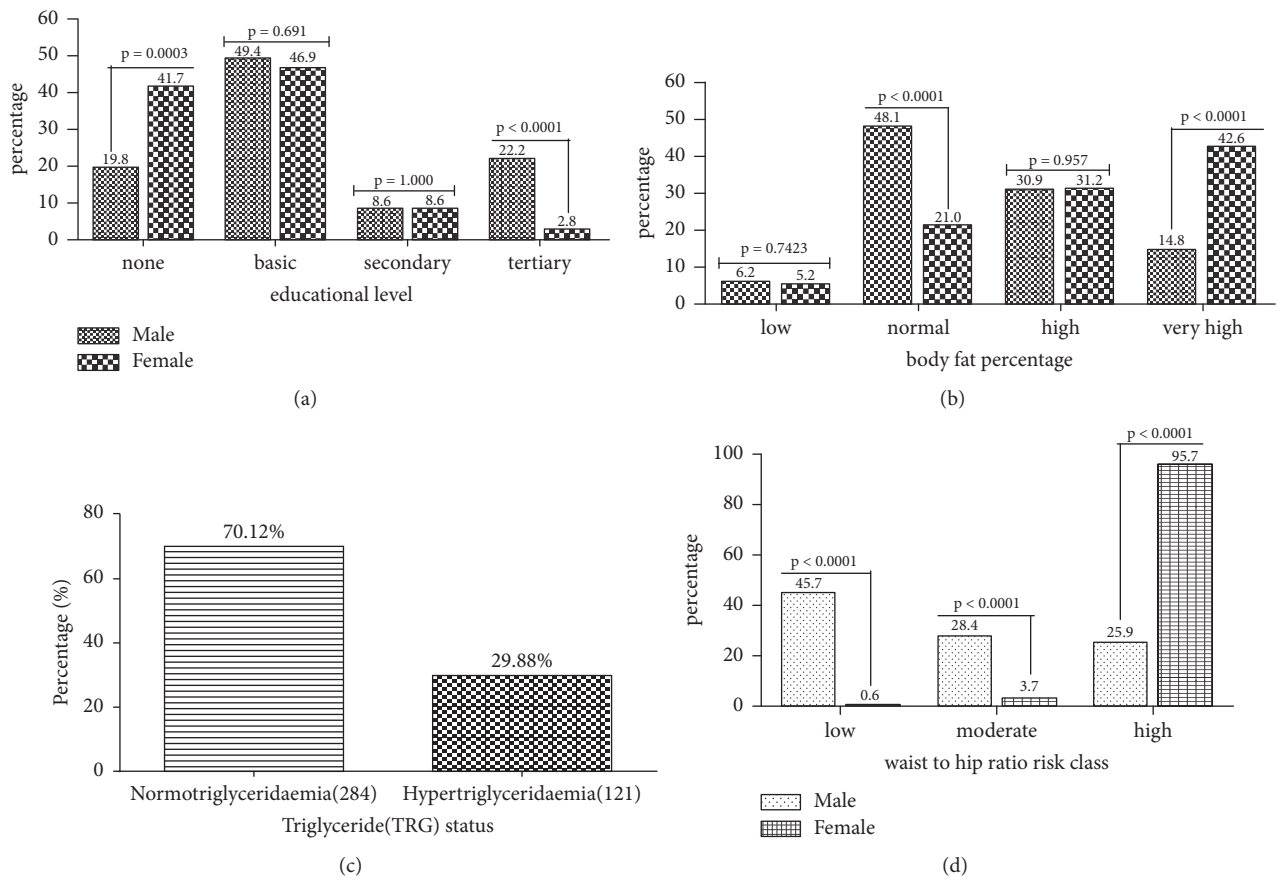 60
50
40
30
20
10
0
percentage
p = 0.0003
41.7
19.8
p = 0.691
49.4
46.9
p = 1.000
8.6
8.6
p < 0.0001
22.2
2.8
none
basic
secondary
tertiary
educational level
Male
Female
(a)
60
50
40
30
20
10
0
percentage
p = 0.7423
6.2
5.2
p < 0.0001
48.1
21.0
p = 0.957
30.9
31.2
p < 0.0001
42.6
14.8
low
normal
high
very high
body fat percentage
(b)
80
60
40
20
0
Percentage (%)
70.12%
29.88%
Normotriglyceridaemia(284)
Hypertriglyceridaemia(121)
Triglyceride(TRG) status
(c)
100
80
60
40
20
0
percentage
p < 0.0001
45.7
0.6
p < 0.0001
28.4
3.7
p < 0.0001
95.7
25.9
low
moderate
high
waist to hip ratio risk class
Male
Female
(d)